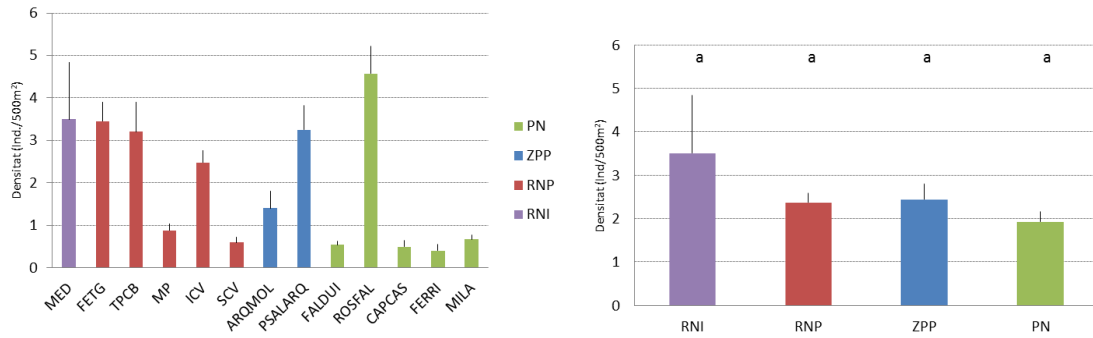 Densitat (Ind./500m²)
6
5
4
3
2
1
0
MED
FETG
TPCB
MP
ICV
SCV
ARQMOL
PSALARQ
FALDUI
ROSFAL
CAPCAS
FERRI
MILA
PN
ZPP
RNP
RNI
Densitat (Ind/500m²)
6
5
4
3
2
1
0
a a a a
RNI RNP ZPP PN